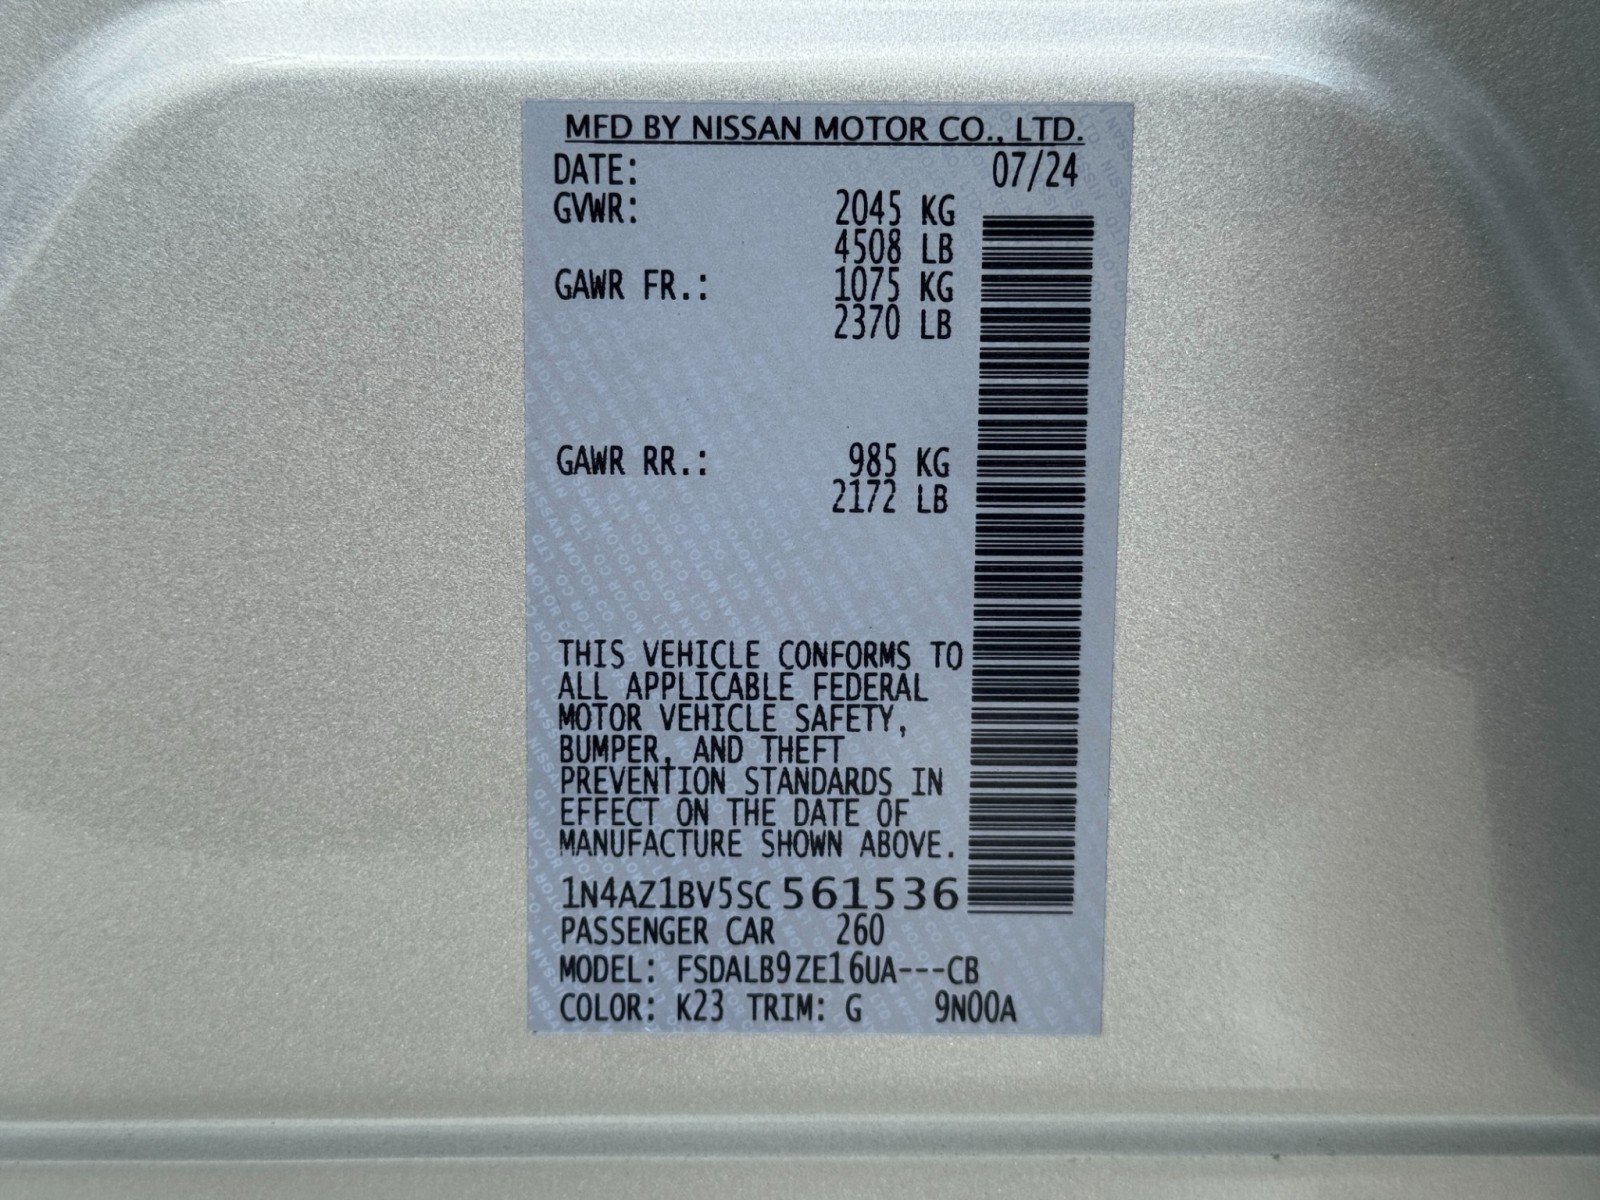 MFD BY NISSAN MOTOR CO., LTD.
DATE: 07/24
GVWR: 2045 KG
4508 LB
GAWR FR.: 1075 KG
2370 LB
GAWR RR.: 985 KG
2172 LB
THIS VEHICLE CONFORMS TO
ALL APPLICABLE FEDERAL
MOTOR VEHICLE SAFETY,
BUMPER, AND THEFT
PREVENTION STANDARDS IN
EFFECT ON THE DATE OF
MANUFACTURE SHOWN ABOVE.
1N4AZ1BV5SC561536
PASSENGER CAR 260
MODEL: FSDALB9ZE16UA---CB
COLOR: K23 TRIM: G 9N00A